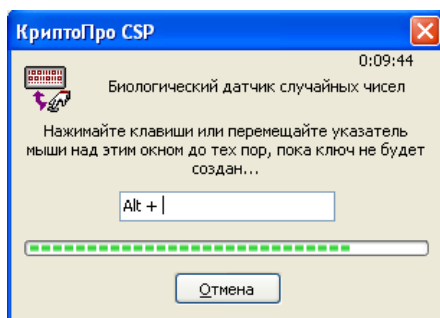 КриптоПро CSP
0:09:44
Биологический датчик случайных чисел
Нажимайте клавиши или перемещайте указатель
мыши над этим окном до тех пор, пока ключ не будет
создан...
Alt +
Отмена